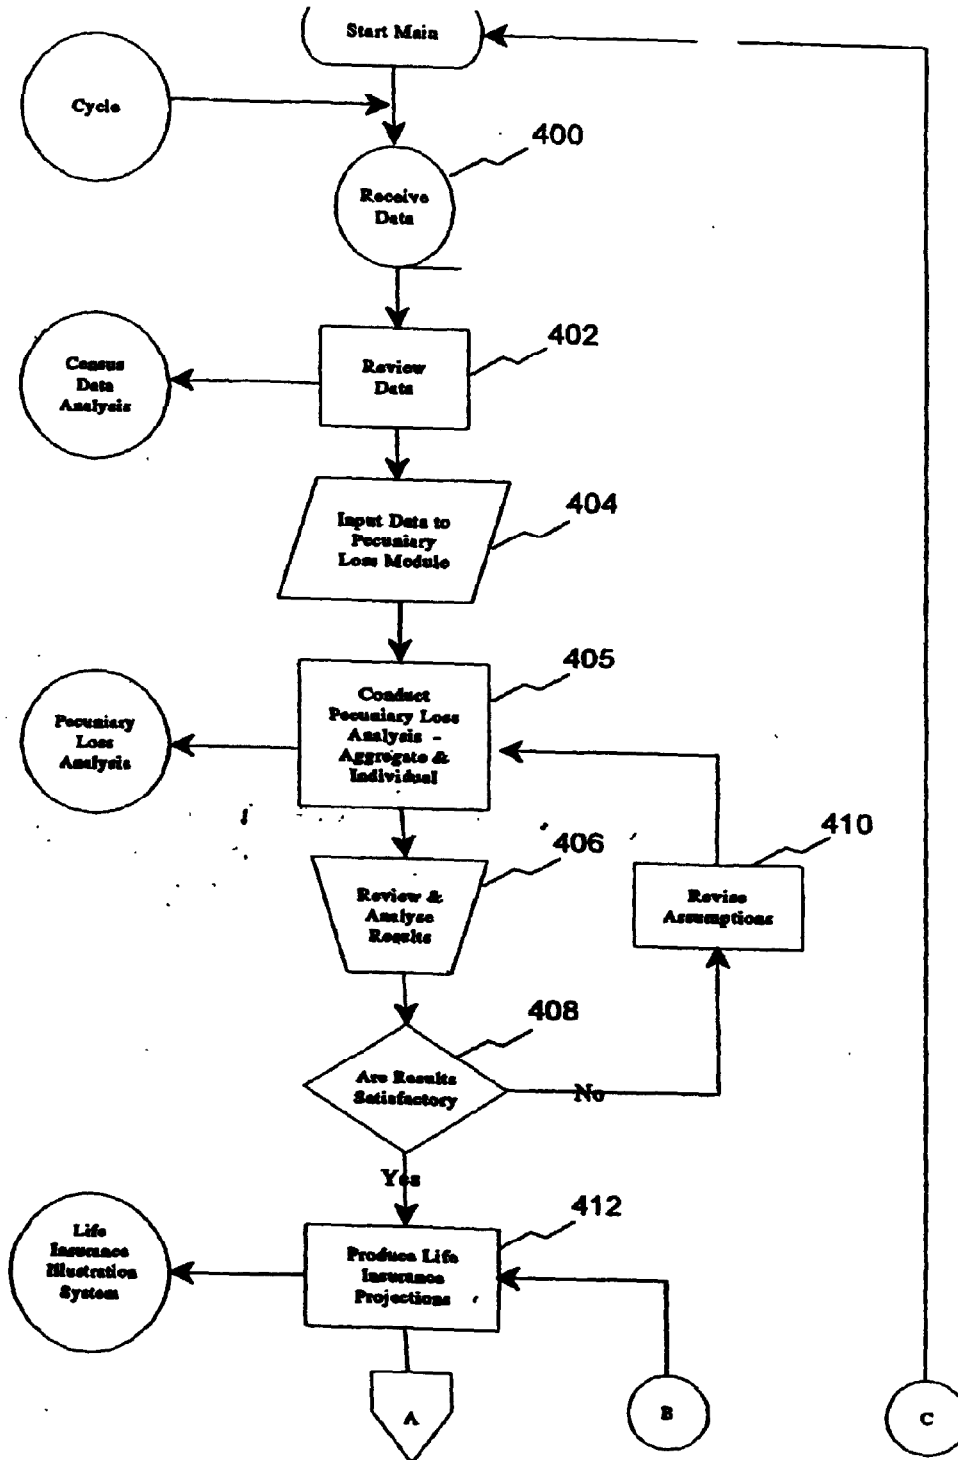 Start Main
Cycle
400
Receive
Data
402
Census
Data
Analysis
Review
Data
404
Input Data to
Pecuniary
Loss Module
405
Conduct
Pecuniary Loss
Analysis -
Aggregate &
Individual
Pecuniary
Loss
Analysis
406
410
Review &
Analyse
Results
Revise
Assumptions
408
Are Results
Satisfactory
No
Yes
412
Life
Insurance
Illustration
System
Produce Life
Insurance
Projections
A
B
C